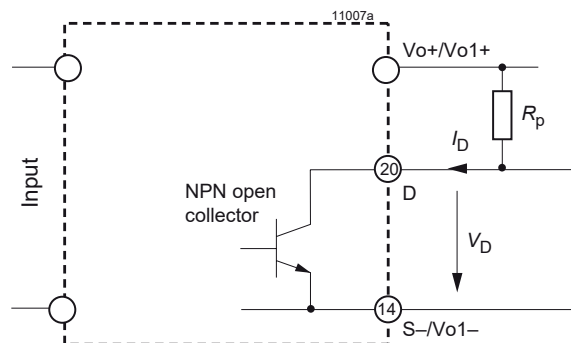 11007a
Vo+/Vo1+
Rp
Input
ID
20
D
NPN open
collector
VD
14
S–/Vo1–